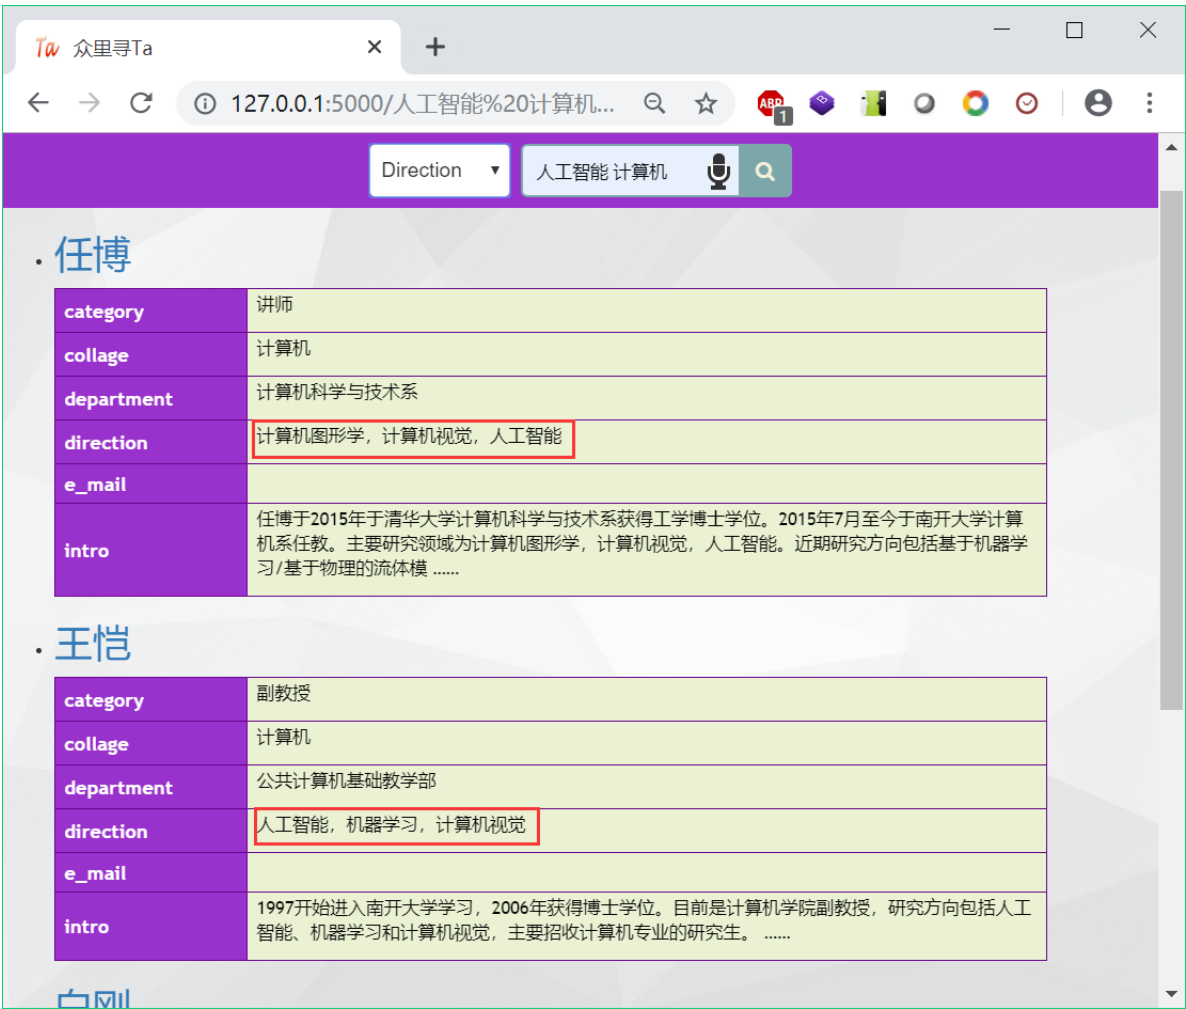 Ta 众里寻Ta
127.0.0.1:5000/人工智能%20计算机...
ABP 1
Direction 人工智能 计算机
任博
category 讲师
collage 计算机
department 计算机科学与技术系
direction 计算机图形学，计算机视觉，人工智能
e_mail
intro
任博于2015年于清华大学计算机科学与技术系获得工学博士学位。2015年7月至今于南开大学计算
机系任教。主要研究领域为计算机图形学，计算机视觉，人工智能。近期研究方向包括基于机器学
习/基于物理的流体模 ......
王恺
category 副教授
collage 计算机
department 公共计算机基础教学部
direction 人工智能，机器学习，计算机视觉
e_mail
intro
1997开始进入南开大学学习，2006年获得博士学位。目前是计算机学院副教授，研究方向包括人工
智能、机器学习和计算机视觉，主要招收计算机专业的研究生。 ......